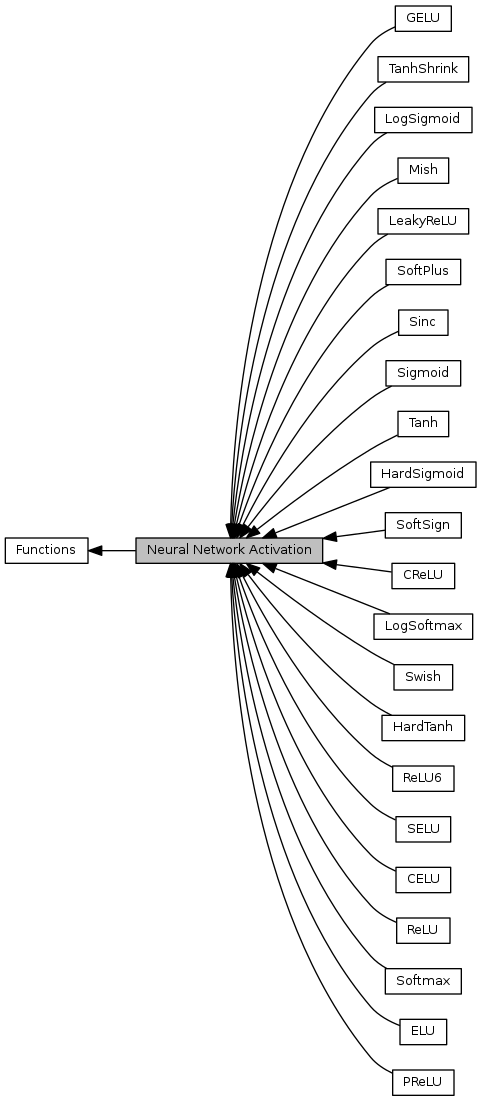 GELU
TanhShrink
LogSigmoid
Mish
LeakyReLU
SoftPlus
Sinc
Sigmoid
Tanh
HardSigmoid
SoftSign
Functions
Neural Network Activation
CReLU
LogSoftmax
Swish
HardTanh
ReLU6
SELU
CELU
ReLU
Softmax
ELU
PReLU